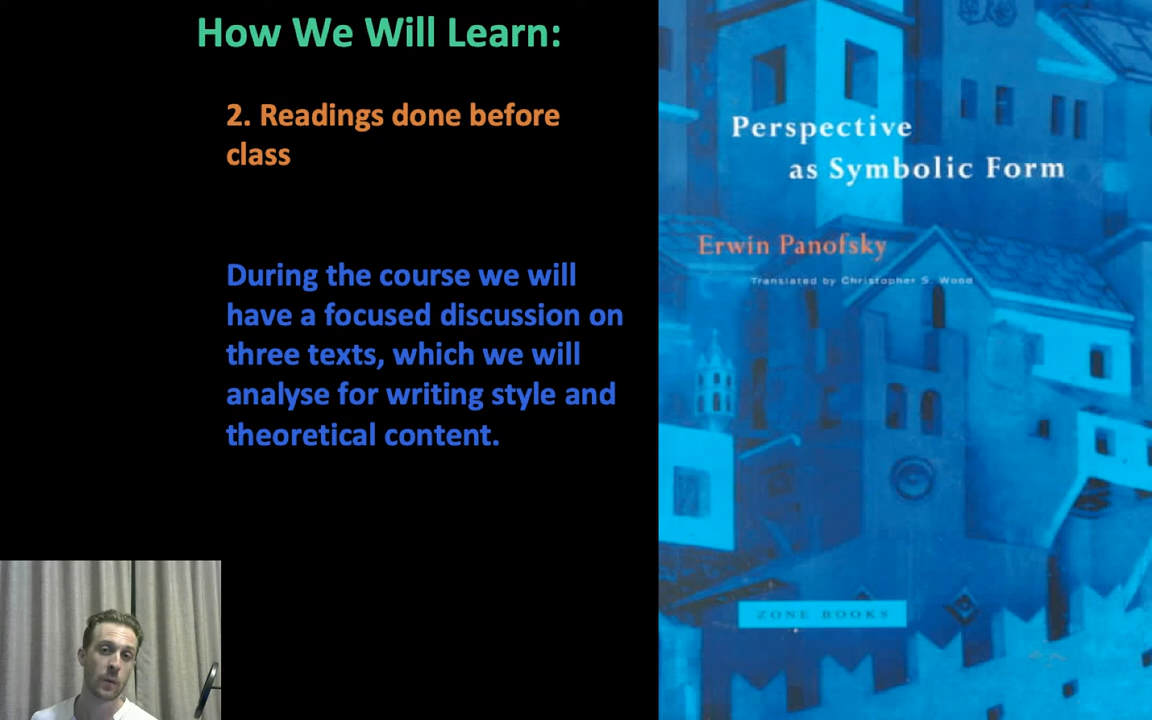 How We Will Learn:
2. Readings done before
class
During the course we will
have a focused discussion on
three texts, which we will
analyse for writing style and
theoretical content.
Perspective
as Symbolic Form
Erwin Panofsky
Translated by Christopher S. Wood
ZONE BOOKS